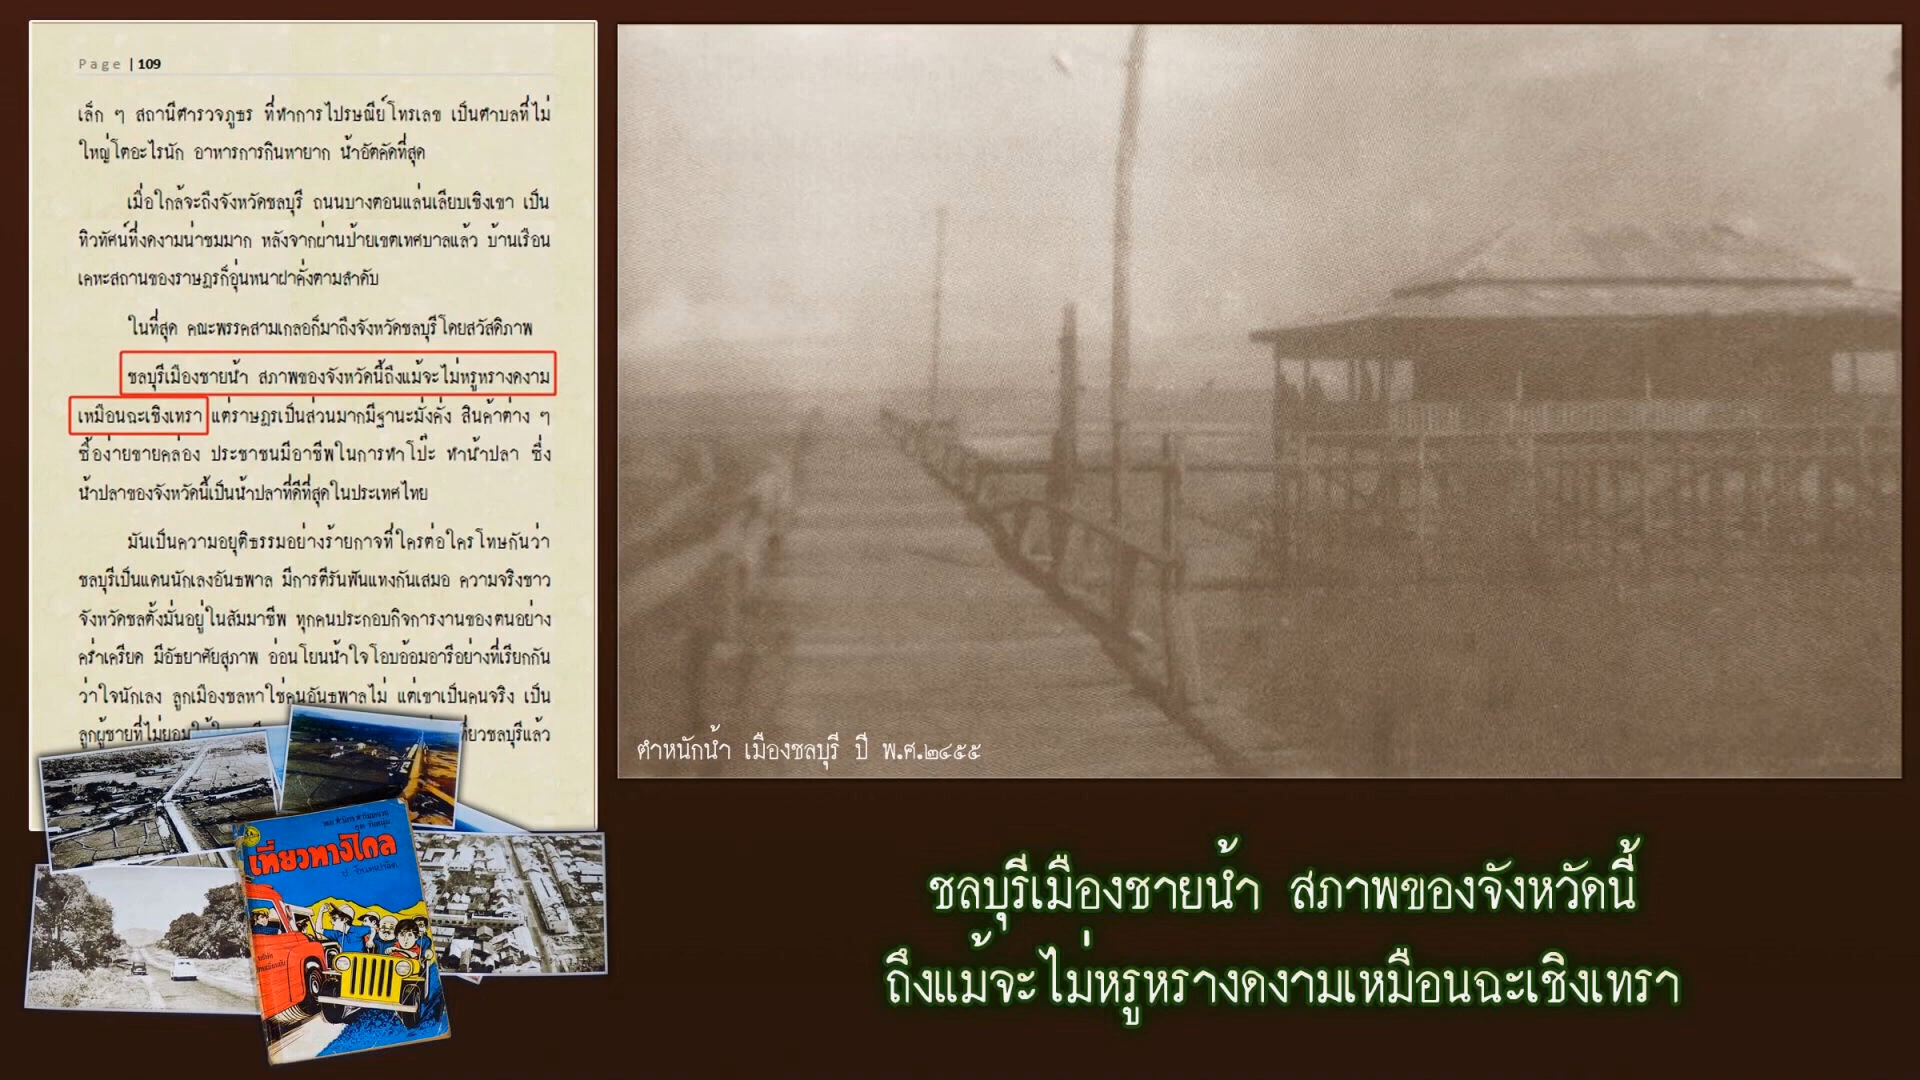 Page | 109
เล็ก ๆ สถานีตำรวจภูธร ที่ทำการไปรษณีย์โทรเลข เป็นตำบลที่ไม่
ใหญ่โตอะไรนัก อาหารการกินหายาก น้ำอัตคัดที่สุด
เมื่อใกล้จะถึงจังหวัดชลบุรี ถนนบางตอนแล่นเลียบเชิงเขา เป็น
ทิวทัศน์ที่งดงามน่าชมมาก หลังจากผ่านป้ายเขตเทศบาลแล้ว บ้านเรือน
เคหะสถานของราษฎรก็อุ่นหนาฝาคั่งตามลำดับ
ในที่สุด คณะพรรคสามเกลอก็มาถึงจังหวัดชลบุรีโดยสวัสดิภาพ
ชลบุรีเมืองชายน้ำ สภาพของจังหวัดนี้ถึงแม้จะไม่หรูหรางดงาม
เหมือนฉะเชิงเทรา แต่ราษฎรเป็นส่วนมากมีฐานะมั่งคั่ง สินค้าต่าง ๆ
ซื้อง่ายขายคล่อง ประชาชนมีอาชีพในการทำโป๊ะ ทำน้ำปลา ซึ่ง
น้ำปลาของจังหวัดนี้เป็นน้ำปลาที่ดีที่สุดในประเทศไทย
มันเป็นความอยุติธรรมอย่างร้ายกาจที่ใครต่อใครโทษกันว่า
ชลบุรีเป็นแดนนักเลงอันธพาล มีการตีรันฟันแทงกันเสมอ ความจริงชาว
จังหวัดชลตั้งมั่นอยู่ในสัมมาชีพ ทุกคนประกอบกิจการงานของตนอย่าง
คร่ำเครียด มีอัธยาศัยสุภาพ อ่อนโยนน้ำใจโอบอ้อมอารีอย่างที่เรียกกัน
ว่าใจนักเลง ลูกเมืองชลหาใช่คนอันธพาลไม่ แต่เขาเป็นคนจริง เป็น
ลูกผู้ชายที่ไม่ยอม ที่ยวชลบุรีแล้ว
เที่ยวทางไกล
ตำหนักน้ำ เมืองชลบุรี ปี พ.ศ.๒๔๕๕
ชลบุรีเมืองชายน้ำ สภาพของจังหวัดนี้
ถึงแม้จะไม่หรูหรางดงามเหมือนฉะเชิงเทรา